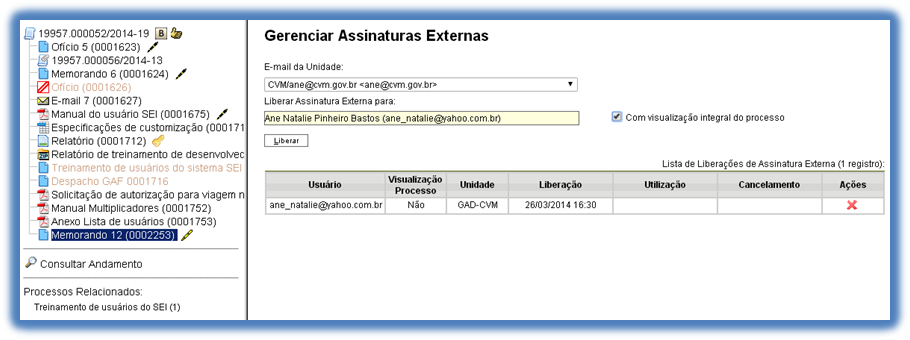 19957.000052/2014-19 B
Ofício 5 (0001623)
19957.000056/2014-13
Memorando 6 (0001624)
Ofício (0001626)
E-mail 7 (0001627)
Manual do usuário SEI (0001675)
Especificações de customização (000171
Relatório (0001712)
Relatório de treinamento de desenvolvec
Treinamento de usuários do sistema SEI
Despacho GAF 0001716
Solicitação de autorização para viagem n
Manual Multiplicadores (0001752)
Anexo Lista de usuários (0001753)
Memorando 12 (0002253)
Consultar Andamento
Processos Relacionados:
Treinamento de usuários do SEI (1)
Gerenciar Assinaturas Externas
E-mail da Unidade:
CVM/ane@cvm.gov.br <ane@cvm.gov.br>
Liberar Assinatura Externa para:
Ane Natalie Pinheiro Bastos (ane_natalie@yahoo.com.br)
Com visualização integral do processo
Liberar
Lista de Liberações de Assinatura Externa (1 registro):
Usuário Visualização Processo Unidade Liberação Utilização Cancelamento Ações
ane_natalie@yahoo.com.br Não GAD-CVM 26/03/2014 16:30